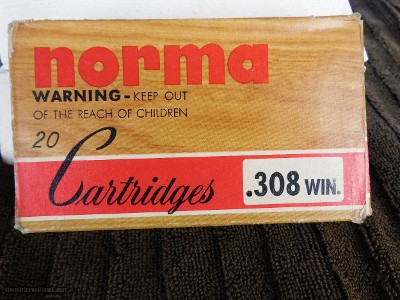 norma
WARNING-KEEP OUT
OF THE REACH OF CHILDREN
20
Cartridges
.308 WIN.